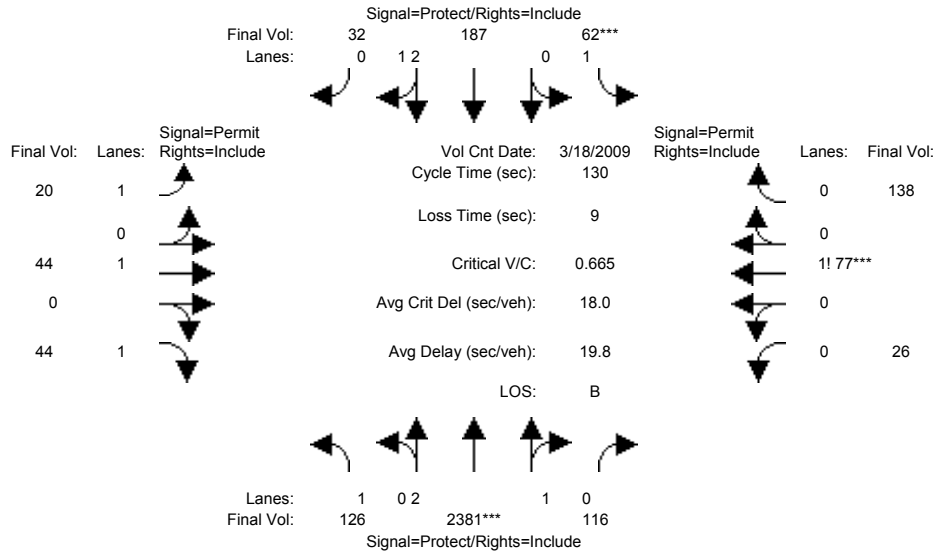 Signal=Protect/Rights=Include
Final Vol: 32 187 62***
Lanes: 0 1 2 0 1
Signal=Permit Signal=Permit
Final Vol: Lanes: Rights=Include Vol Cnt Date: 3/18/2009 Rights=Include Lanes: Final Vol:
Cycle Time (sec): 130
20 1 0 138
Loss Time (sec): 9
0 0
44 1 Critical V/C: 0.665 1! 77***
0 Avg Crit Del (sec/veh): 18.0 0
44 1 Avg Delay (sec/veh): 19.8 0 26
LOS: B
Lanes: 1 0 2 1 0
Final Vol: 126 2381*** 116
Signal=Protect/Rights=Include